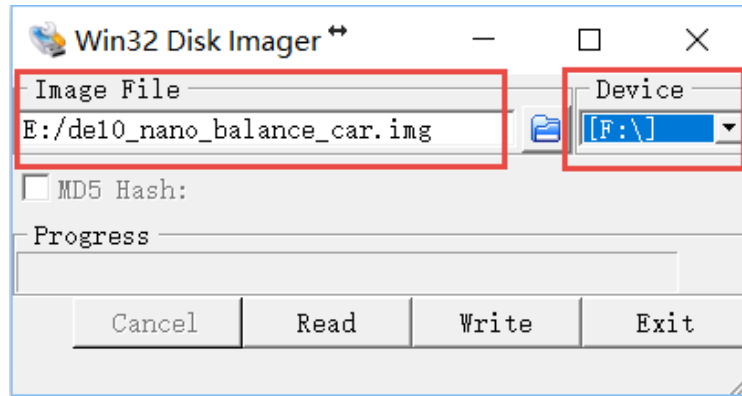 Win32 Disk Imager
Image File
Device
E:/de10_nano_balance_car.img
[F:\]
MD5 Hash:
Progress
Cancel
Read
Write
Exit